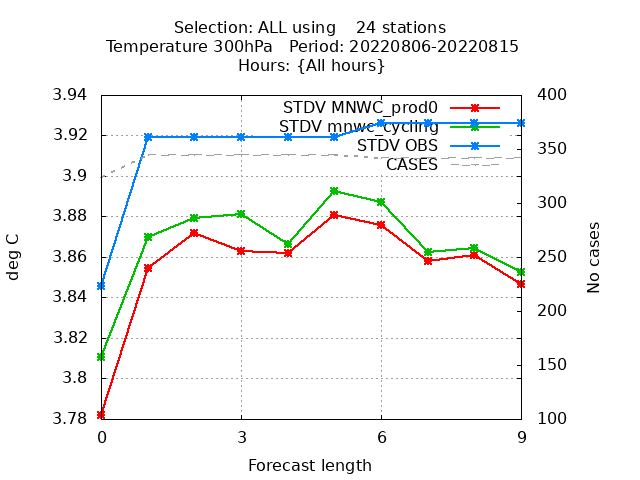 Selection: ALL using    24 stations
Temperature 300hPa   Period: 20220806-20220815
Hours: {All hours}
STDV MNWC_prod0
STDV mnwc_cycling
STDV OBS
CASES
3.94
3.92
3.9
3.88
3.86
3.84
3.82
3.8
3.78
400
350
300
250
200
150
100
deg C
No cases
0 3 6 9
Forecast length